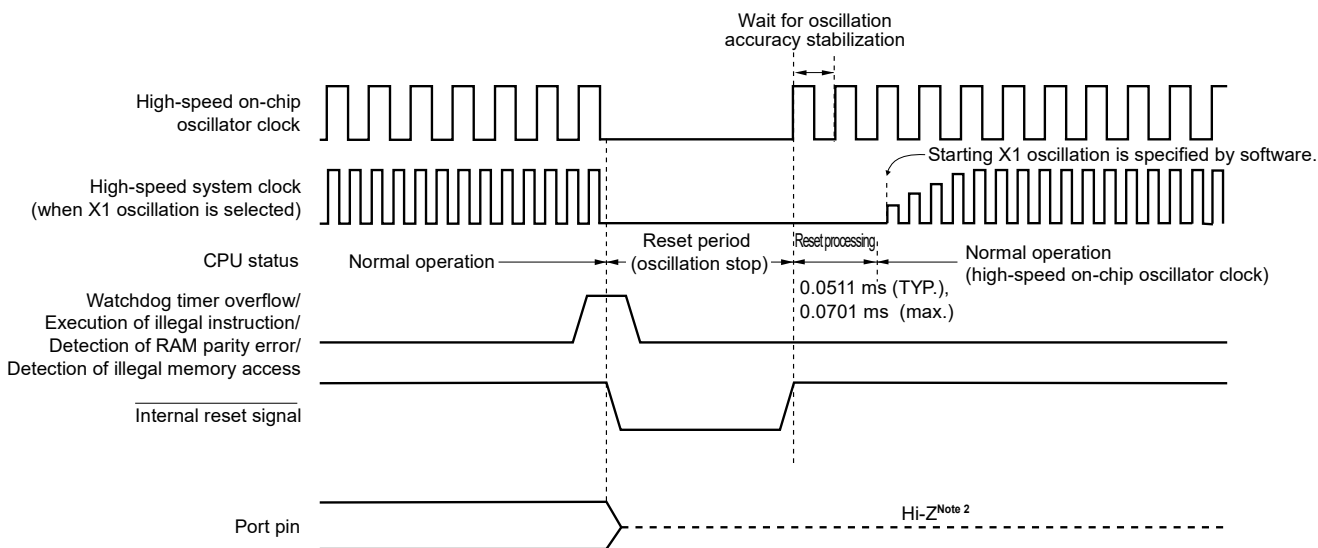 Wait for oscillation
accuracy stabilization
High-speed on-chip
oscillator clock
Starting X1 oscillation is specified by software.
High-speed system clock
(when X1 oscillation is selected)
CPU status
Normal operation
Reset period
(oscillation stop)
Reset processing
0.0511 ms (TYP.),
0.0701 ms (max.)
Normal operation
(high-speed on-chip oscillator clock)
Watchdog timer overflow/
Execution of illegal instruction/
Detection of RAM parity error/
Detection of illegal memory access
Internal reset signal
Port pin
Hi-Z Note 2